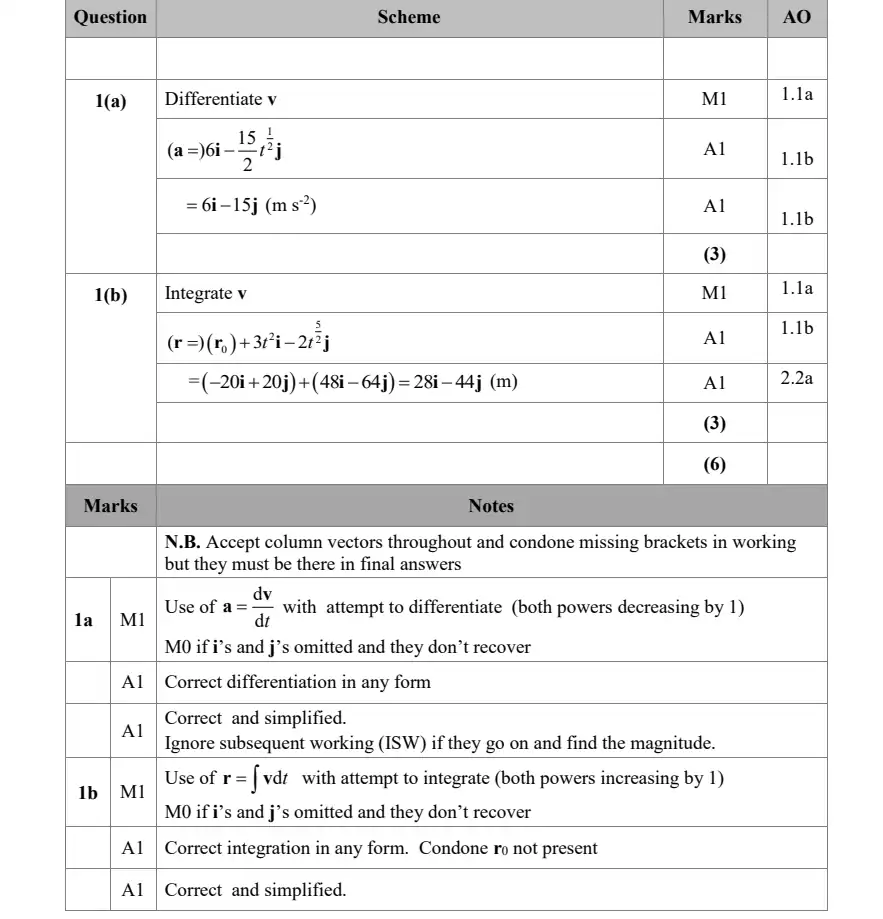 Question Scheme Marks AO
1(a) Differentiate v M1 1.1a
(a =)6i − 15/2 t^(1/2) j A1 1.1b
= 6i − 15j (m s⁻²) A1 1.1b
(3)
1(b) Integrate v M1 1.1a
(r =)(r₀) + 3t²i − 2t^(5/2) j A1 1.1b
=(−20i + 20j) + (48i − 64j) = 28i − 44j (m) A1 2.2a
(3)
(6)
Marks Notes
N.B. Accept column vectors throughout and condone missing brackets in working
but they must be there in final answers
1a M1 Use of a = dv/dt with attempt to differentiate (both powers decreasing by 1)
M0 if i's and j's omitted and they don't recover
A1 Correct differentiation in any form
A1 Correct and simplified.
Ignore subsequent working (ISW) if they go on and find the magnitude.
1b M1 Use of r = ∫ vdt with attempt to integrate (both powers increasing by 1)
M0 if i's and j's omitted and they don't recover
A1 Correct integration in any form. Condone r₀ not present
A1 Correct and simplified.